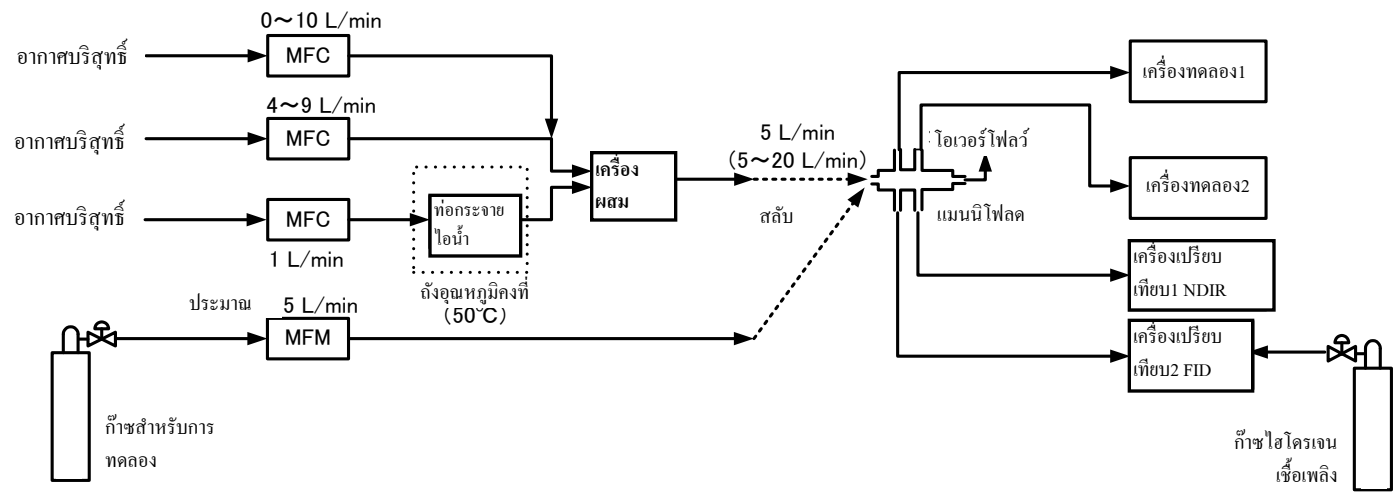 0～10 L/min
อากาศบริสุทธิ์
MFC
4～9 L/min
อากาศบริสุทธิ์
MFC
อากาศบริสุทธิ์
MFC
1 L/min
ท่อกระจาย
ไอน้ำ
ถังอุณหภูมิคงที่
(50℃)
เครื่อง
ผสม
5 L/min
(5～20 L/min)
สลับ
ประมาณ 5 L/min
MFM
ก๊าซสำหรับการ
ทดลอง
โอเวอร์โฟลว์
แมนนิโฟลด
เครื่องทดลอง1
เครื่องทดลอง2
เครื่องเปรียบ
เทียบ1 NDIR
เครื่องเปรียบ
เทียบ2 FID
ก๊าซไฮโดรเจน
เชื้อเพลิง